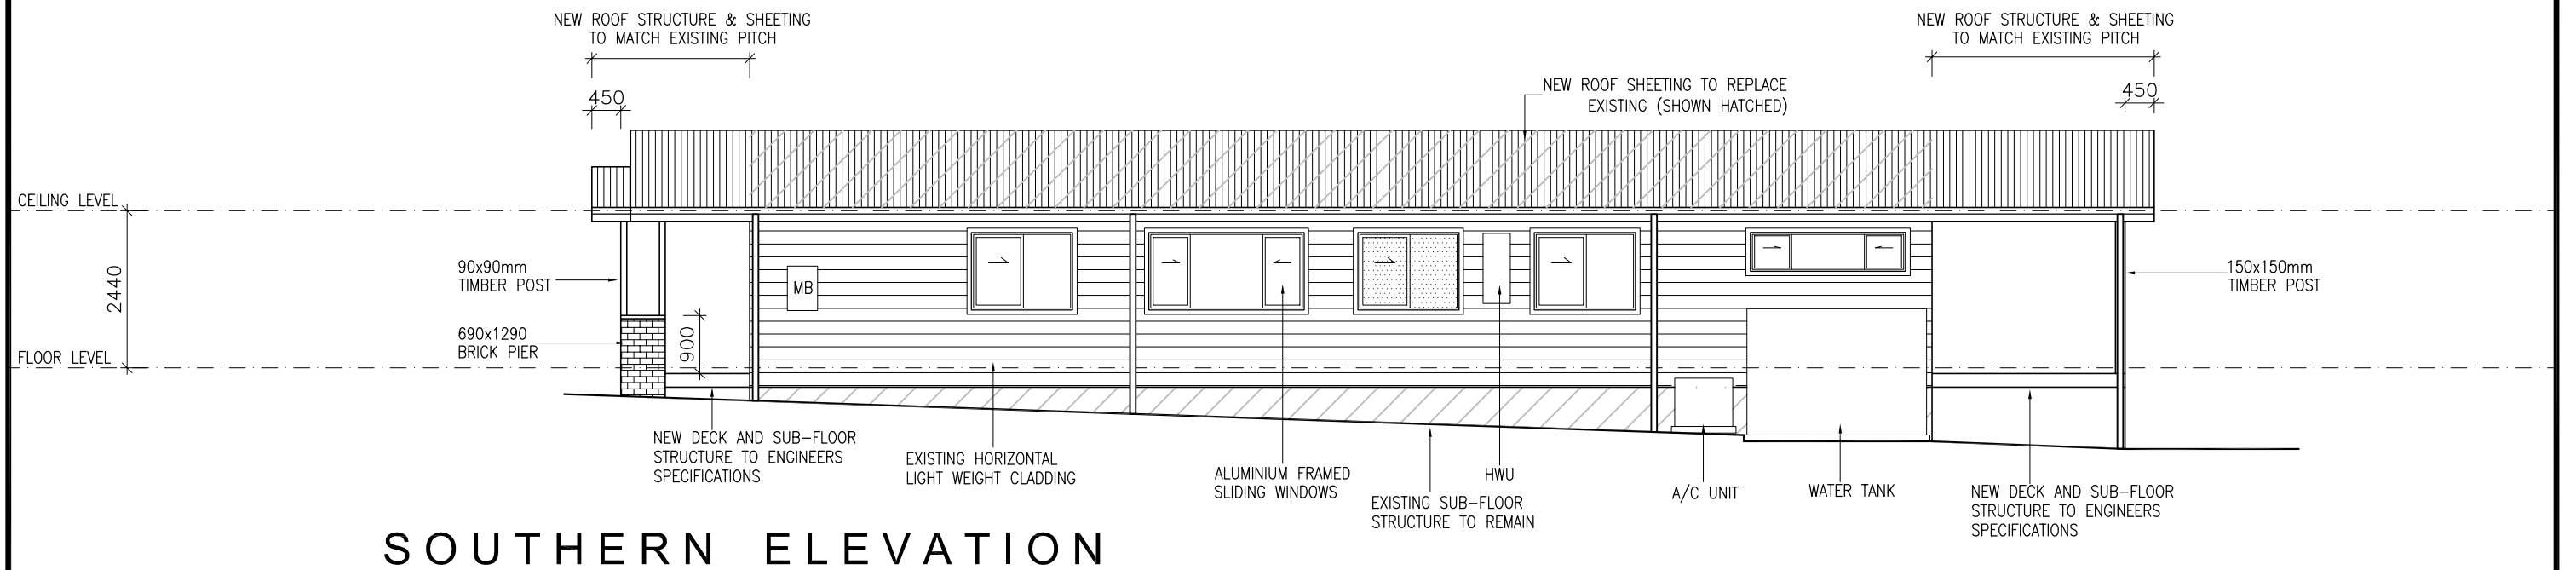 NEW ROOF STRUCTURE & SHEETING
TO MATCH EXISTING PITCH
NEW ROOF STRUCTURE & SHEETING
TO MATCH EXISTING PITCH
450
NEW ROOF SHEETING TO REPLACE
EXISTING (SHOWN HATCHED)
450
CEILING LEVEL
2440
FLOOR LEVEL
90x90mm
TIMBER POST
690x1290
BRICK PIER
900
MB
150x150mm
TIMBER POST
NEW DECK AND SUB-FLOOR
STRUCTURE TO ENGINEERS
SPECIFICATIONS
EXISTING HORIZONTAL
LIGHT WEIGHT CLADDING
ALUMINIUM FRAMED
SLIDING WINDOWS
EXISTING SUB-FLOOR
STRUCTURE TO REMAIN
HWU
A/C UNIT
WATER TANK
NEW DECK AND SUB-FLOOR
STRUCTURE TO ENGINEERS
SPECIFICATIONS
SOUTHERN ELEVATION